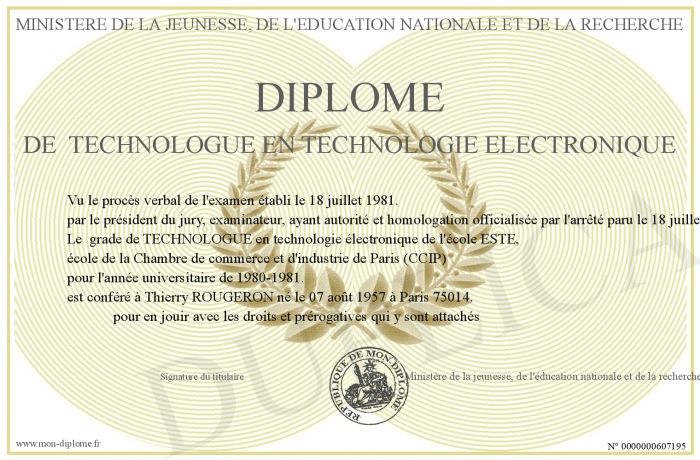 MINISTERE DE LA JEUNESSE, DE L'EDUCATION NATIONALE ET DE LA RECHERCHE
DIPLOME
DE TECHNOLOGUE EN TECHNOLOGIE ELECTRONIQUE
Vu le procès verbal de l'examen établi le 18 juillet 1981.
par le président du jury, examinateur, ayant autorité et homologation officialisée par l'arrêté paru le 18 juille
Le grade de TECHNOLOGUE en technologie électronique de l'école ESTE,
école de la Chambre de commerce et d'industrie de Paris (CCIP)
pour l'année universitaire de 1980-1981.
est conféré à Thierry ROUGERON né le 07 août 1957 à Paris 75014.
pour en jouir avec les droits et prérogatives qui y sont attachés
Signature du titulaire
Ministère de la jeunesse, de l'éducation nationale et de la recherche
REPUBLIQUE DE MON DIPLOME
www.mon-diplome.fr
N° 0000000607195
DUPLICATA